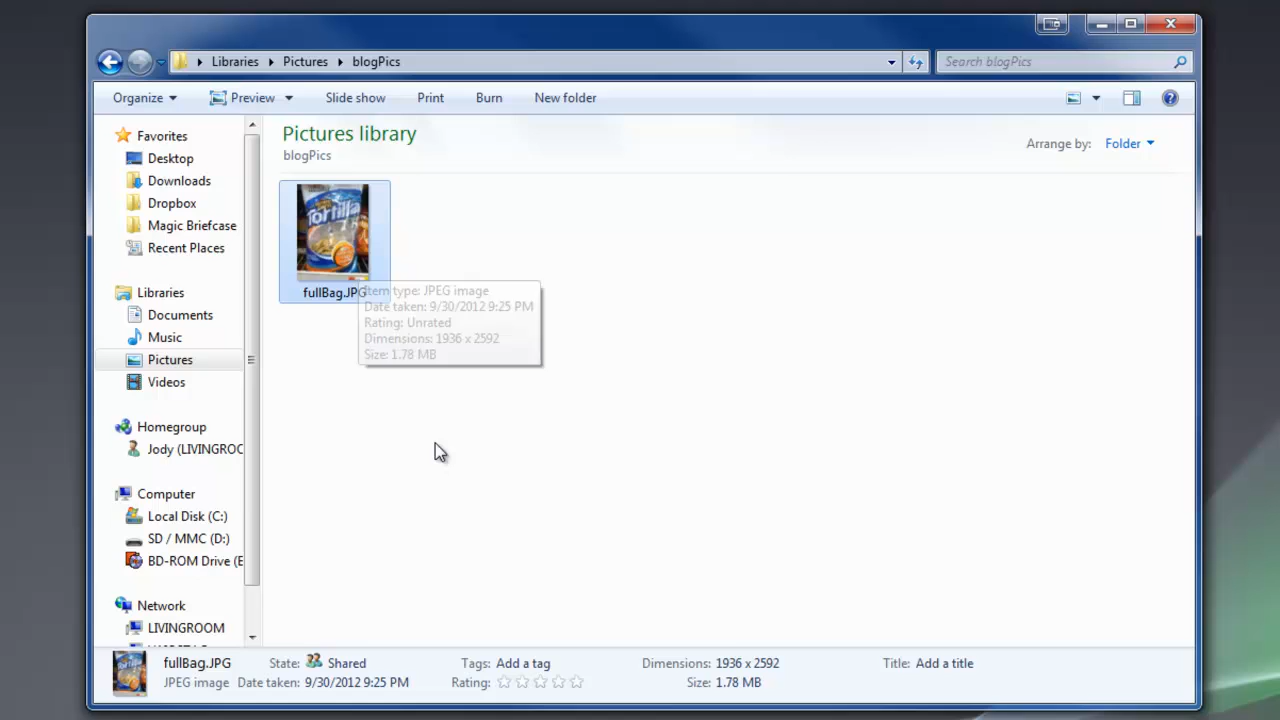 Libraries Pictures blogPics
Search blogPics
Organize Preview Slide show Print Burn New folder
Pictures library
blogPics
Arrange by: Folder
Favorites
Desktop
Downloads
Dropbox
Magic Briefcase
Recent Places
Libraries
Documents
Music
Pictures
Videos
Homegroup
Jody (LIVINGROO
Computer
Local Disk (C:)
SD / MMC (D:)
BD-ROM Drive (E
Network
LIVINGROOM
Tortilla
fullBag.JPG
Item type: JPEG image
Date taken: 9/30/2012 9:25 PM
Rating: Unrated
Dimensions: 1936 x 2592
Size: 1.78 MB
fullBag.JPG State: Shared Tags: Add a tag Dimensions: 1936 x 2592 Title: Add a title
JPEG image Date taken: 9/30/2012 9:25 PM Rating: Size: 1.78 MB